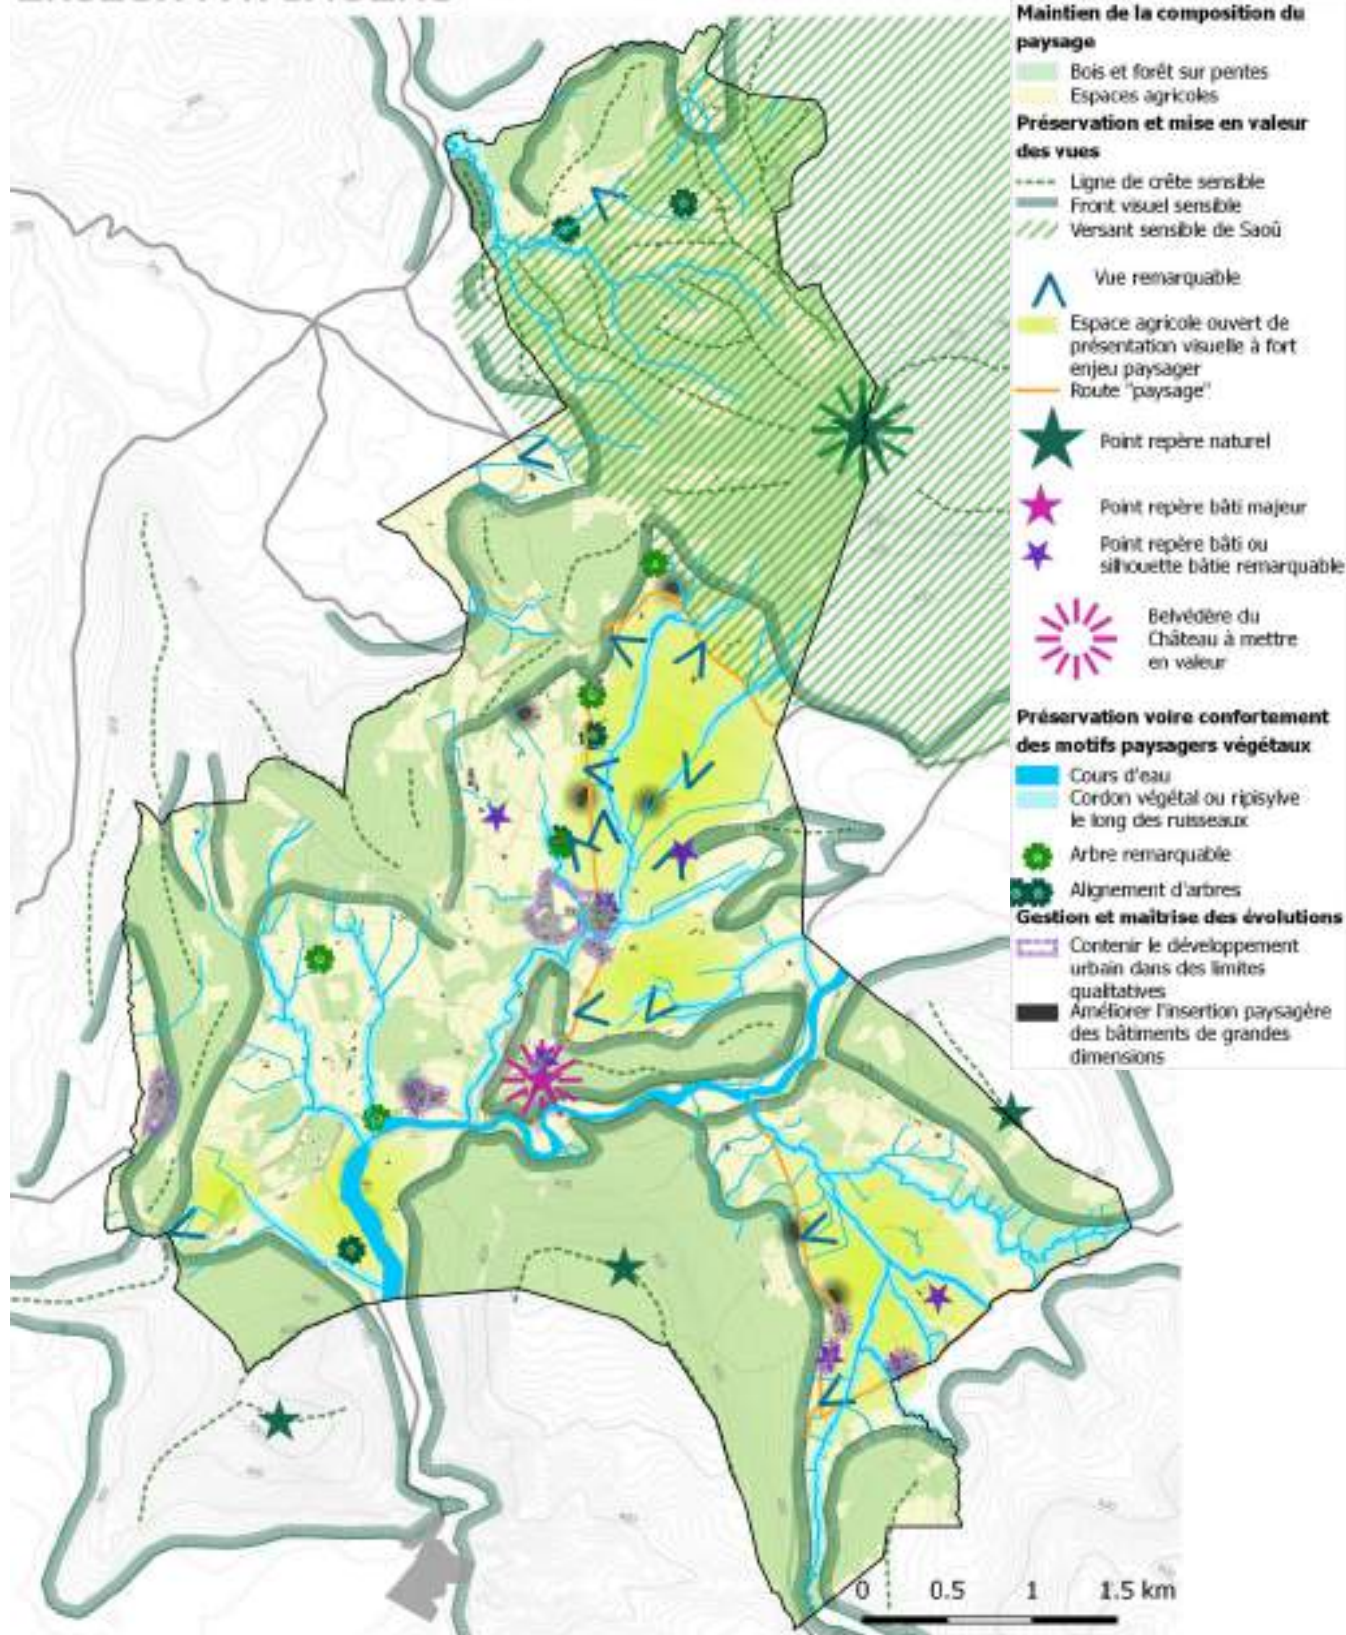 Maintien de la composition du
paysage
Bois et forêt sur pentes
Espaces agricoles
Préservation et mise en valeur
des vues
Ligne de crête sensible
Front visuel sensible
Versant sensible de Saoû
Vue remarquable
Espace agricole ouvert de
présentation visuelle à fort
enjeu paysager
Route "paysage"
Point repère naturel
Point repère bâti majeur
Point repère bâti ou
silhouette bâtie remarquable
Belvédère du
Château à mettre
en valeur
Préservation voire confortement
des motifs paysagers végétaux
Cours d'eau
Cordon végétal ou ripisylve
le long des ruisseaux
Arbre remarquable
Alignement d'arbres
Gestion et maîtrise des évolutions
Contenir le développement
urbain dans des limites
qualitatives
Améliorer l'insertion paysagère
des bâtiments de grandes
dimensions
0 0.5 1 1.5 km